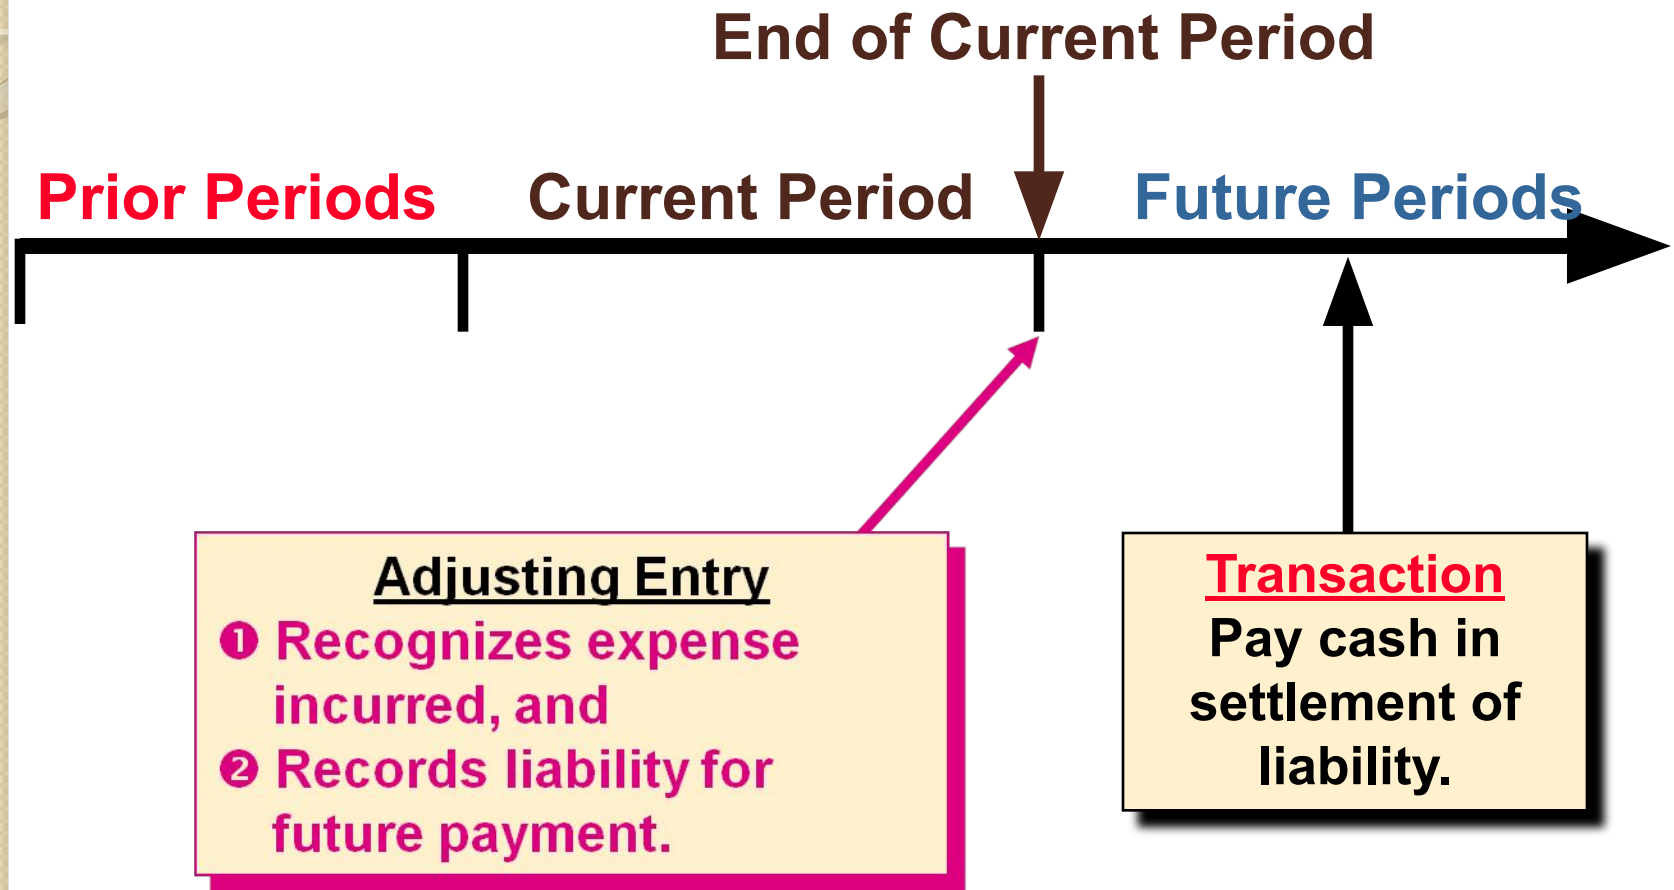 End of Current Period
Prior Periods
Current Period
Future Periods
Adjusting Entry
❶ Recognizes expense
incurred, and
❷ Records liability for
future payment.
Transaction
Pay cash in
settlement of
liability.